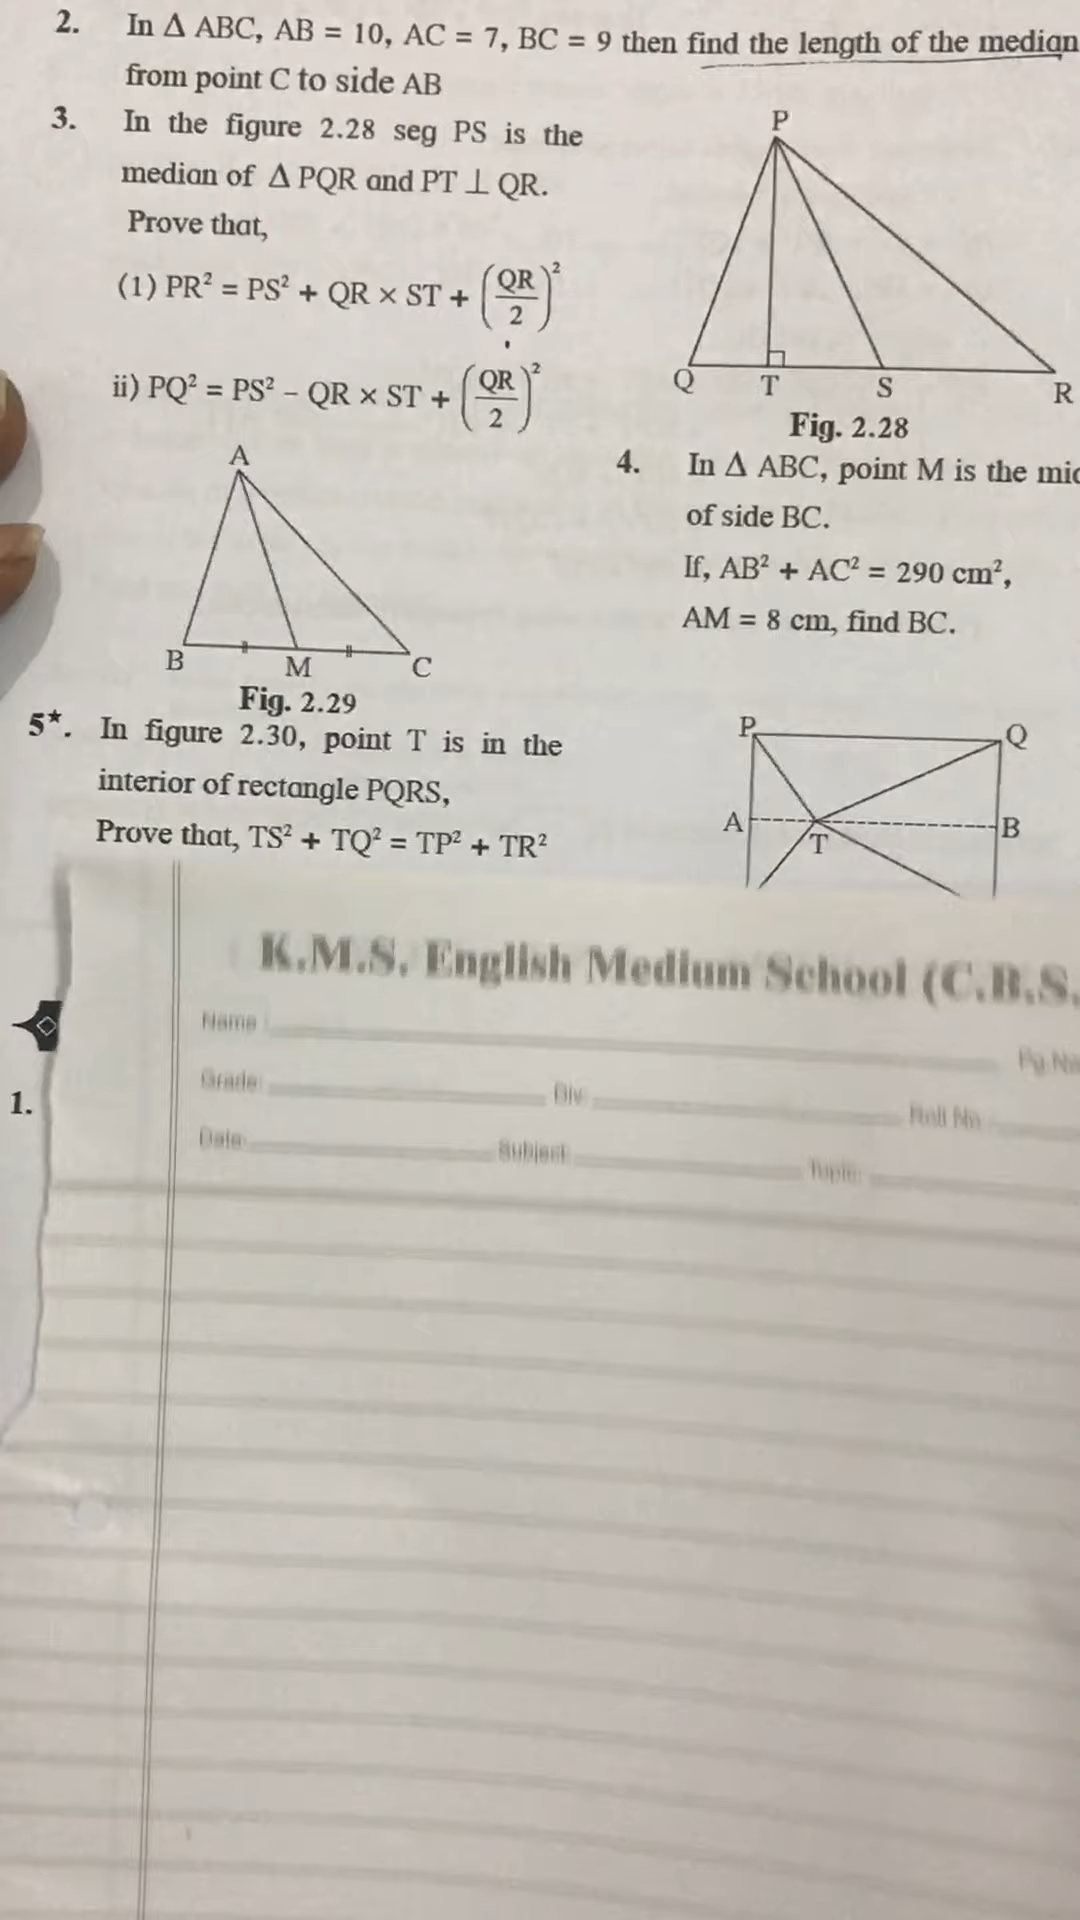 2. In Δ ABC, AB = 10, AC = 7, BC = 9 then find the length of the median
from point C to side AB
3. In the figure 2.28 seg PS is the
median of Δ PQR and PT ⊥ QR.
Prove that,
(1) PR² = PS² + QR × ST + (QR/2)²
ii) PQ² = PS² – QR × ST + (QR/2)²
P
Q T S R
Fig. 2.28
A
B M C
Fig. 2.29
4. In Δ ABC, point M is the
of side BC.
If, AB² + AC² = 290 cm²,
AM = 8 cm, find BC.
5*. In figure 2.30, point T is in the
interior of rectangle PQRS,
Prove that, TS² + TQ² = TP² + TR²
P Q
A T B
K.M.S. English Medium School (C.B.S.
Name : Pg No
Grade: Div Roll No
Date: Subject: Topic:
1.